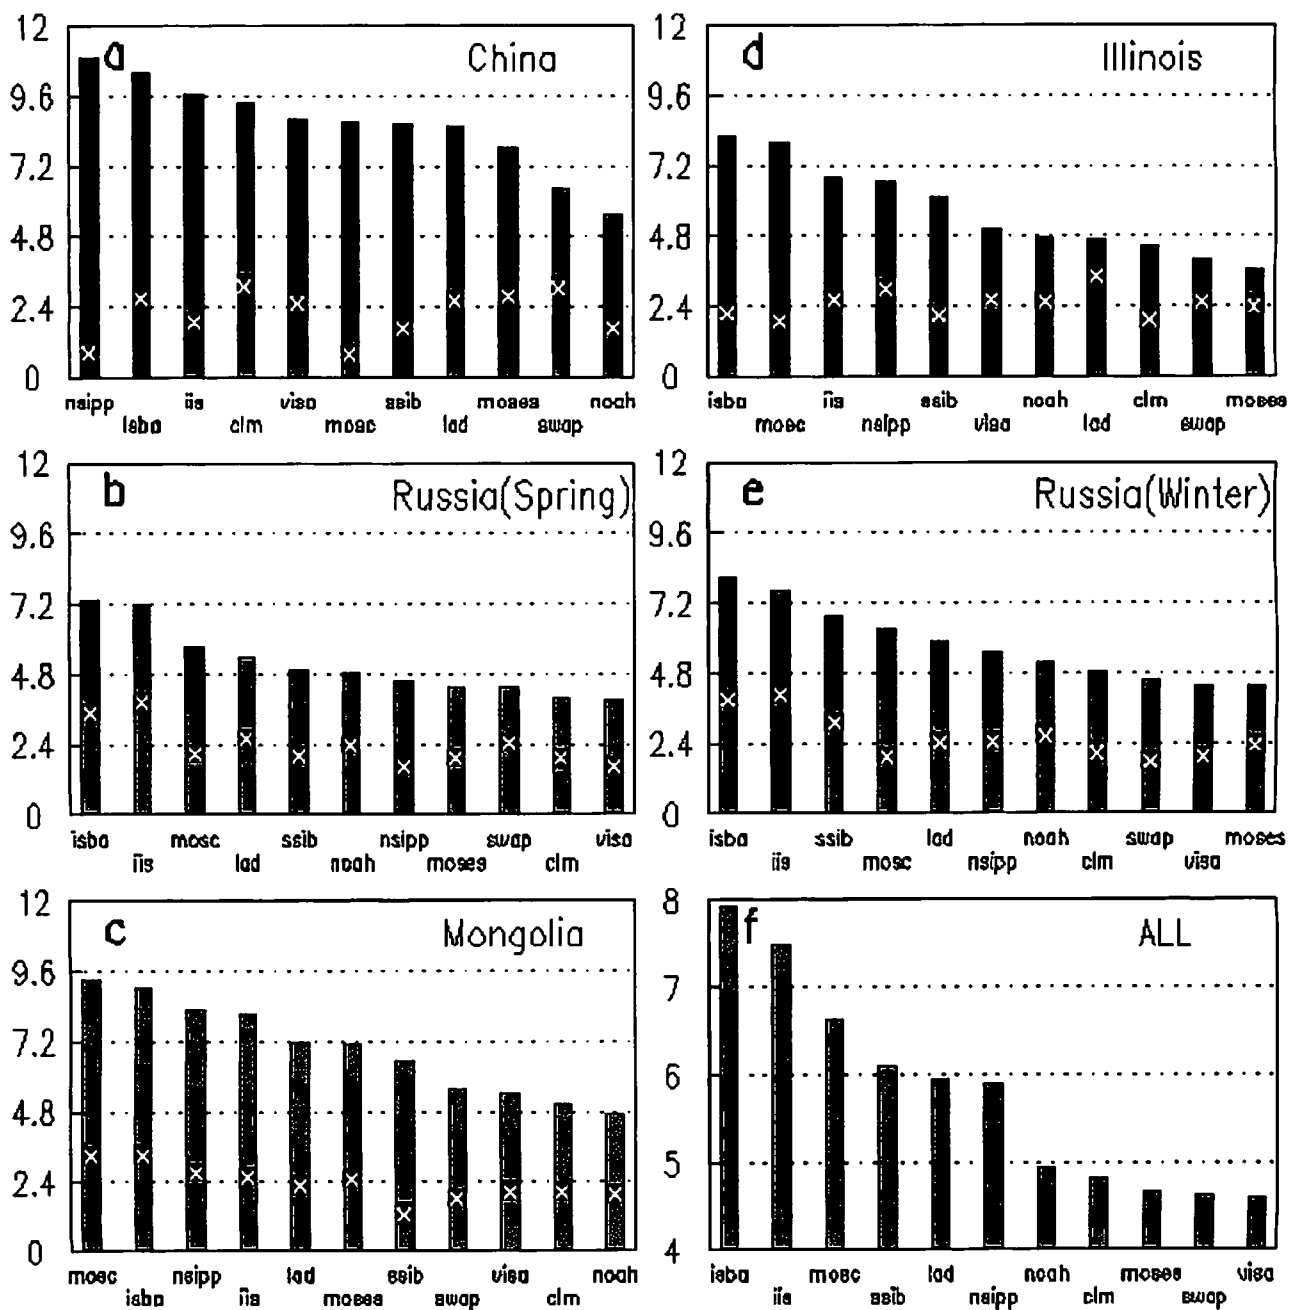 12
9.6
7.2
4.8
2.4
0
a
China
nsipp isba iis clm visa mosc ssib lad moses swap noah
12
9.6
7.2
4.8
2.4
0
d
Illinois
isba mosc iis nsipp ssib visa noah lad clm swap moses
12
9.6
7.2
4.8
2.4
0
b
Russia(Spring)
isba iis mosc lad ssib noah nsipp moses swap clm visa
12
9.6
7.2
4.8
2.4
0
e
Russia(Winter)
isba iis ssib mosc lad nsipp noah clm swap visa moses
12
9.6
7.2
4.8
2.4
0
c
Mongolia
mosc isba nsipp iis lad moses ssib swap visa clm noah
8
7
6
5
4
f
ALL
isba iis mosc ssib lad nsipp noah clm moses swap visa